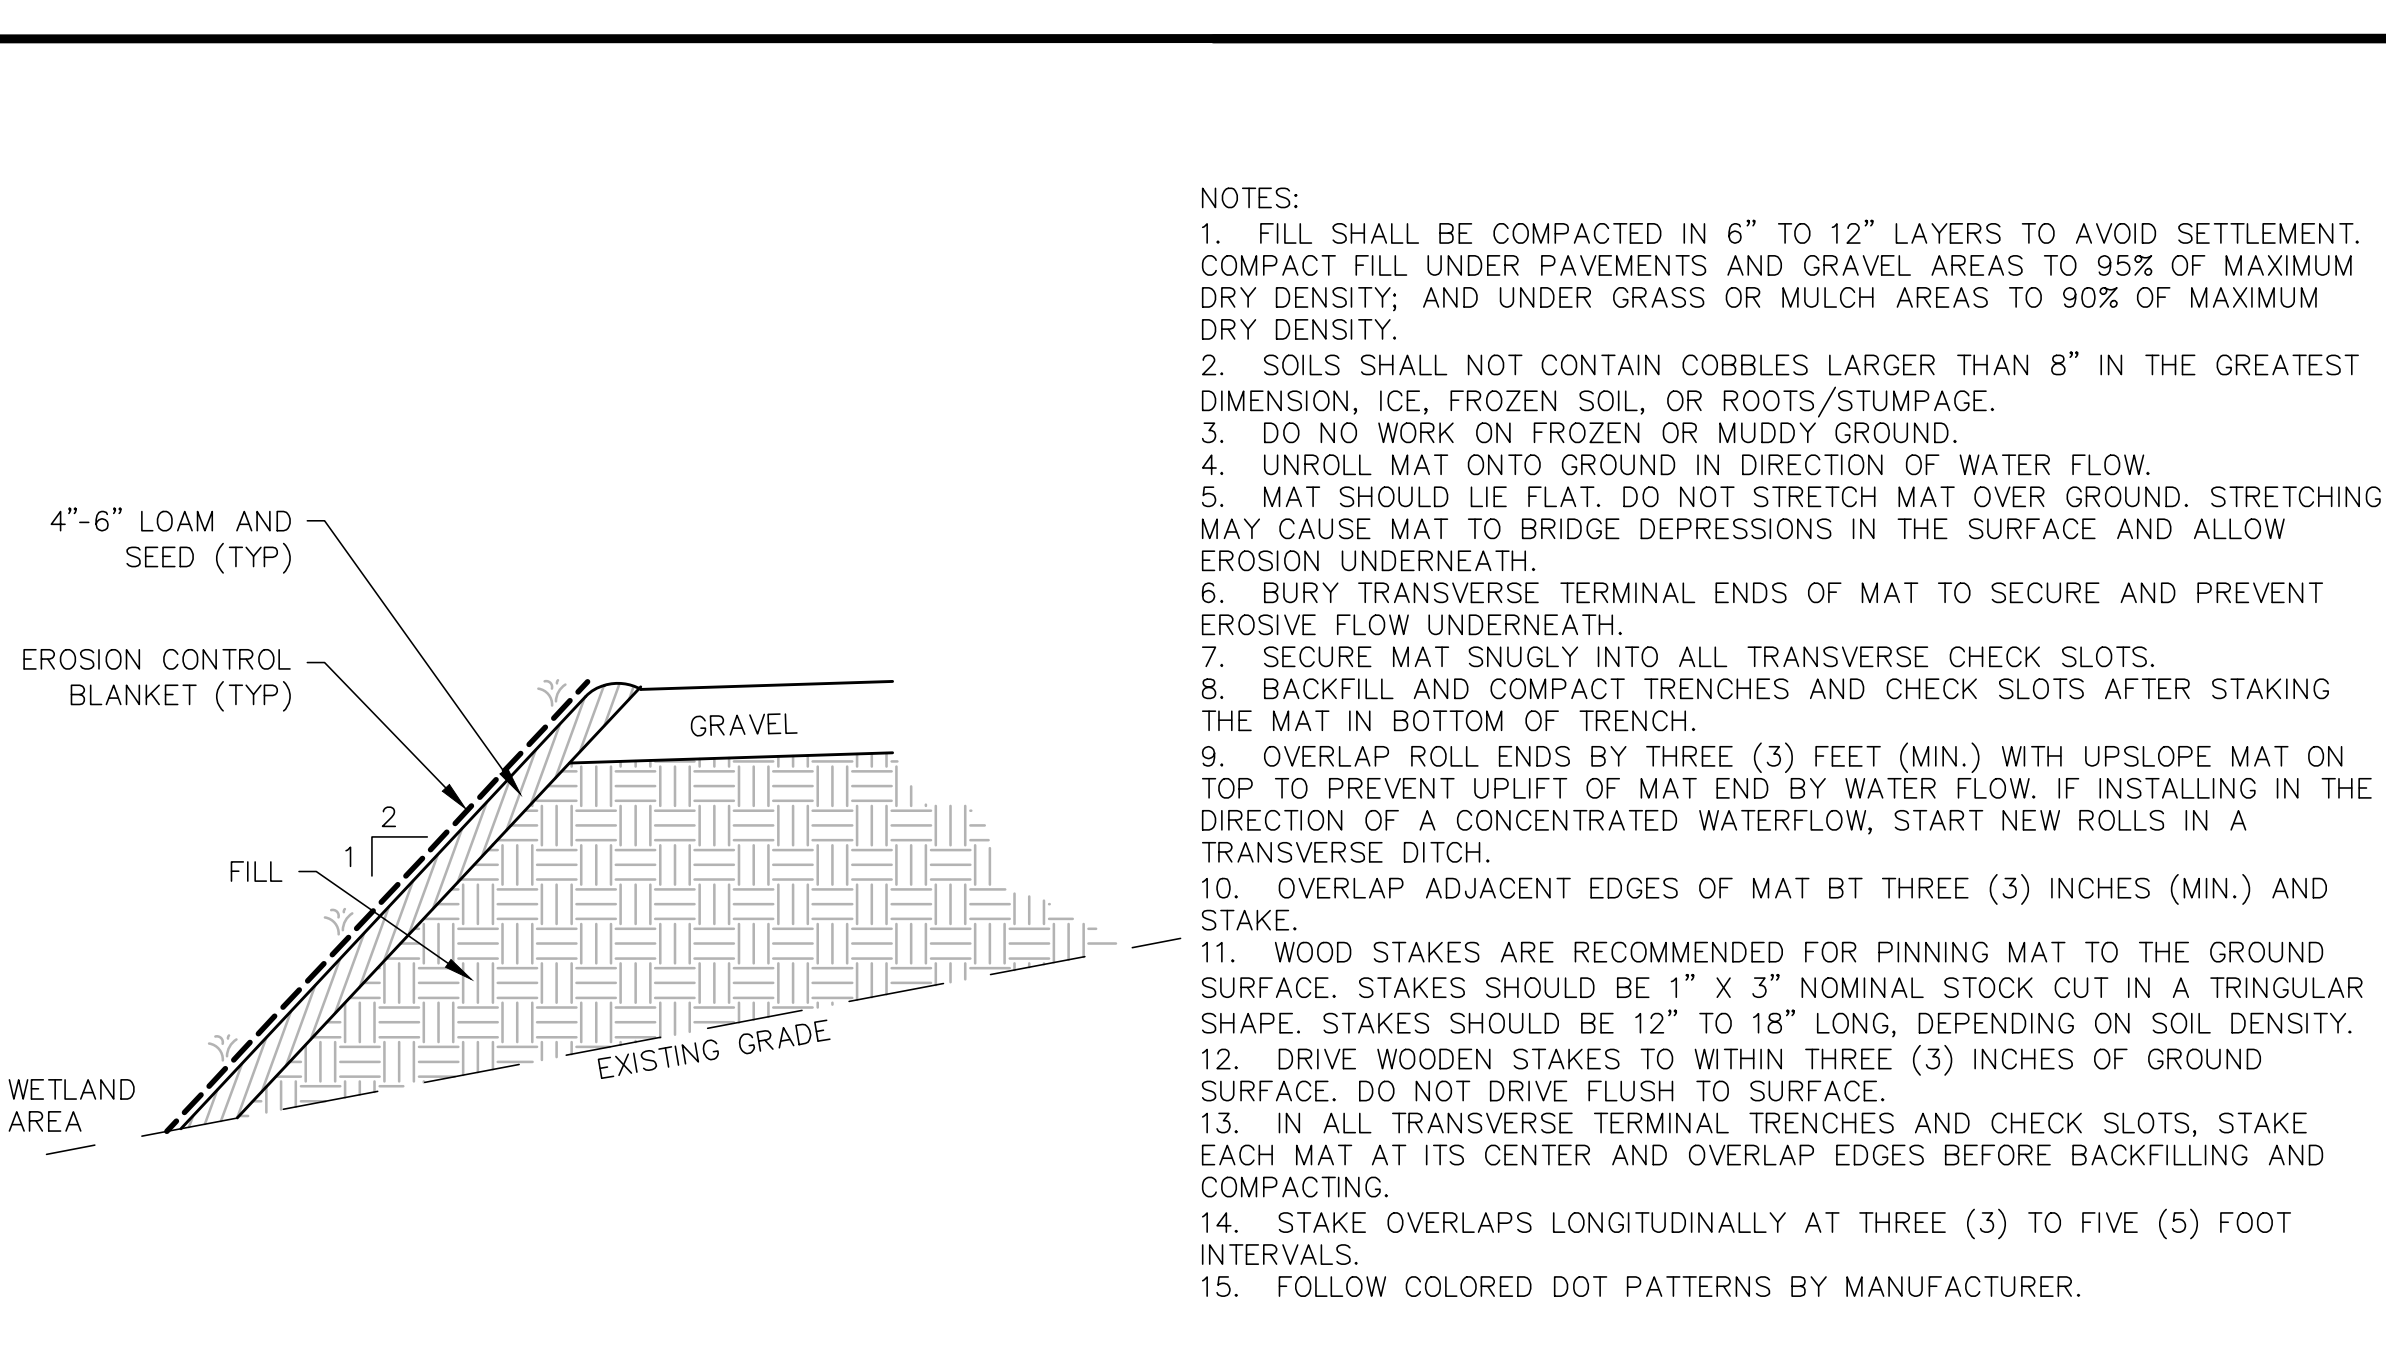 4”-6” LOAM AND
SEED (TYP)
EROSION CONTROL
BLANKET (TYP)
GRAVEL
2
1
FILL
EXISTING GRADE
WETLAND
AREA
NOTES:
1. FILL SHALL BE COMPACTED IN 6” TO 12” LAYERS TO AVOID SETTLEMENT.
COMPACT FILL UNDER PAVEMENTS AND GRAVEL AREAS TO 95% OF MAXIMUM
DRY DENSITY; AND UNDER GRASS OR MULCH AREAS TO 90% OF MAXIMUM
DRY DENSITY.
2. SOILS SHALL NOT CONTAIN COBBLES LARGER THAN 8” IN THE GREATEST
DIMENSION, ICE, FROZEN SOIL, OR ROOTS/STUMPAGE.
3. DO NO WORK ON FROZEN OR MUDDY GROUND.
4. UNROLL MAT ONTO GROUND IN DIRECTION OF WATER FLOW.
5. MAT SHOULD LIE FLAT. DO NOT STRETCH MAT OVER GROUND. STRETCHING
MAY CAUSE MAT TO BRIDGE DEPRESSIONS IN THE SURFACE AND ALLOW
EROSION UNDERNEATH.
6. BURY TRANSVERSE TERMINAL ENDS OF MAT TO SECURE AND PREVENT
EROSIVE FLOW UNDERNEATH.
7. SECURE MAT SNUGLY INTO ALL TRANSVERSE CHECK SLOTS.
8. BACKFILL AND COMPACT TRENCHES AND CHECK SLOTS AFTER STAKING
THE MAT IN BOTTOM OF TRENCH.
9. OVERLAP ROLL ENDS BY THREE (3) FEET (MIN.) WITH UPSLOPE MAT ON
TOP TO PREVENT UPLIFT OF MAT END BY WATER FLOW. IF INSTALLING IN THE
DIRECTION OF A CONCENTRATED WATERFLOW, START NEW ROLLS IN A
TRANSVERSE DITCH.
10. OVERLAP ADJACENT EDGES OF MAT BT THREE (3) INCHES (MIN.) AND
STAKE.
11. WOOD STAKES ARE RECOMMENDED FOR PINNING MAT TO THE GROUND
SURFACE. STAKES SHOULD BE 1” X 3” NOMINAL STOCK CUT IN A TRINGULAR
SHAPE. STAKES SHOULD BE 12” TO 18” LONG, DEPENDING ON SOIL DENSITY.
12. DRIVE WOODEN STAKES TO WITHIN THREE (3) INCHES OF GROUND
SURFACE. DO NOT DRIVE FLUSH TO SURFACE.
13. IN ALL TRANSVERSE TERMINAL TRENCHES AND CHECK SLOTS, STAKE
EACH MAT AT ITS CENTER AND OVERLAP EDGES BEFORE BACKFILLING AND
COMPACTING.
14. STAKE OVERLAPS LONGITUDINALLY AT THREE (3) TO FIVE (5) FOOT
INTERVALS.
15. FOLLOW COLORED DOT PATTERNS BY MANUFACTURER.